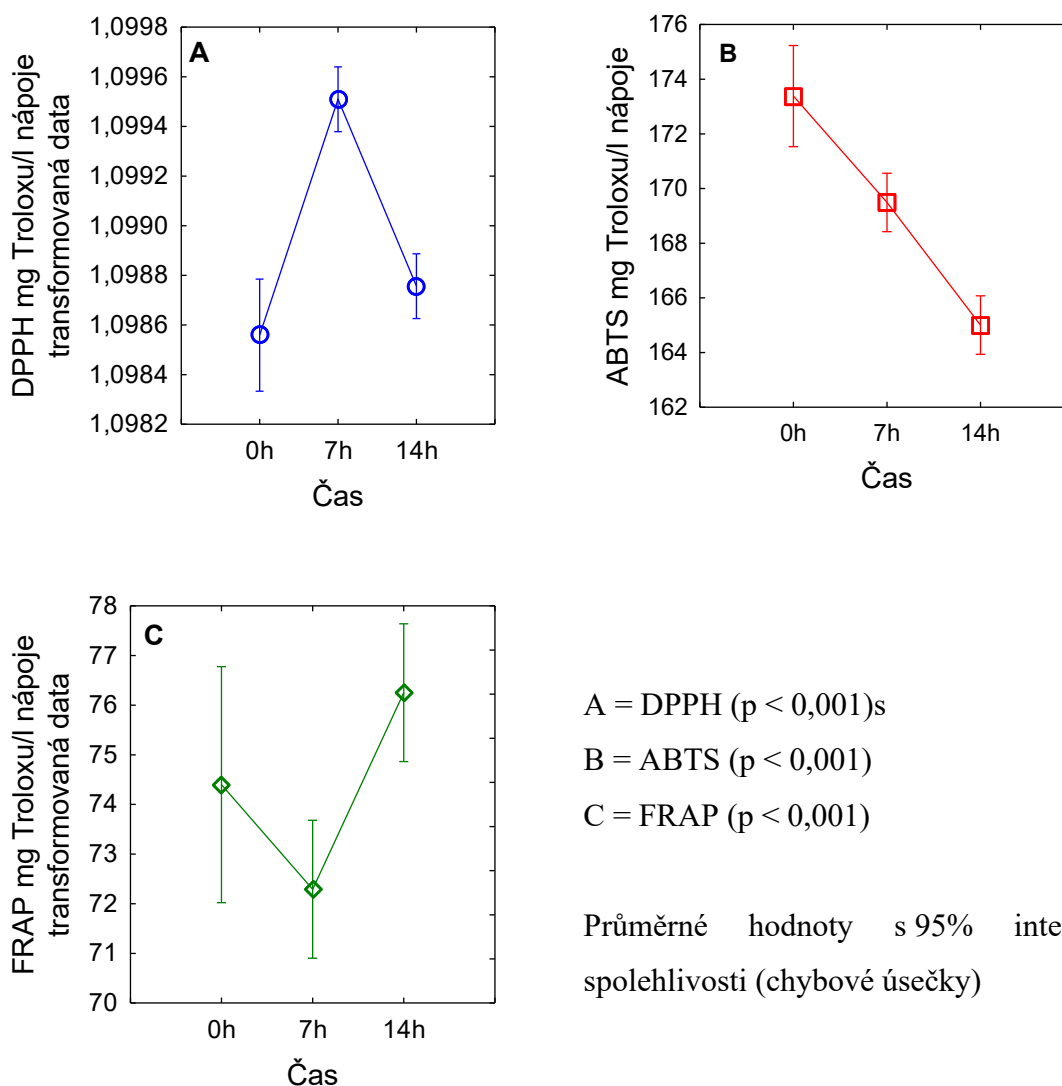 A
DPPH mg Troloxu/l nápoje
transformovaná data
1,0998
1,0996
1,0994
1,0992
1,0990
1,0988
1,0986
1,0984
1,0982
0h 7h 14h
Čas
B
ABTS mg Troloxu/l nápoje
176
174
172
170
168
166
164
162
0h 7h 14h
Čas
C
FRAP mg Troloxu/l nápoje
transformovaná data
78
77
76
75
74
73
72
71
70
0h 7h 14h
Čas
A = DPPH (p < 0,001)s
B = ABTS (p < 0,001)
C = FRAP (p < 0,001)
Průměrné hodnoty s 95% inte
spolehlivosti (chybové úsečky)